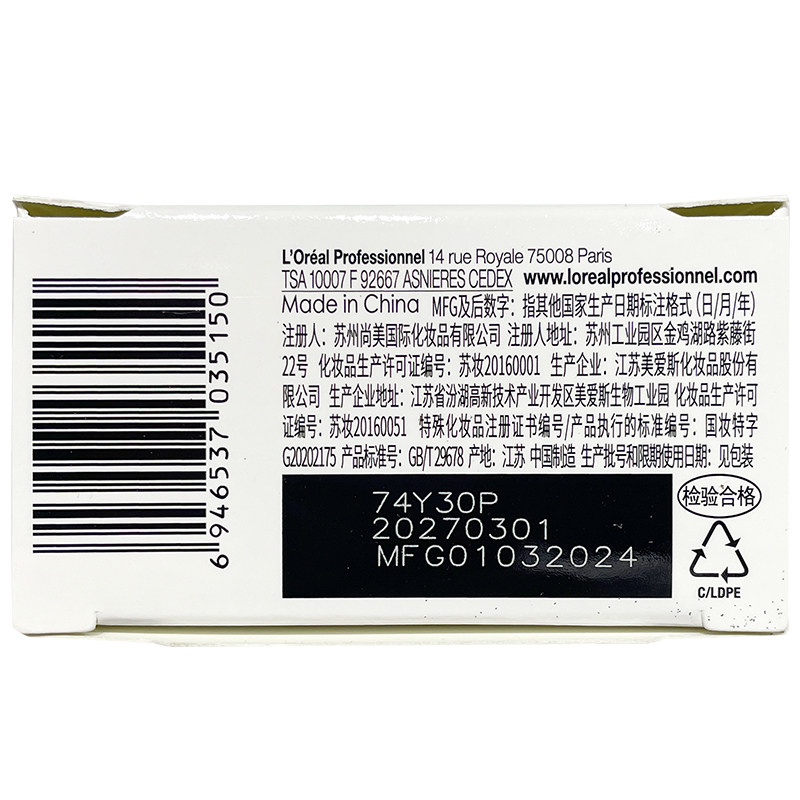 L'Oréal Professionnel 14 rue Royale 75008 Paris
TSA 10007 F 92667 ASNIERES CEDEX www.lorealprofessionnel.com
Made in China MFG及后数字：指其他国家生产日期标注格式（日/月/年）
注册人：苏州尚美国际化妆品有限公司 注册人地址：苏州工业园区金鸡湖路紫藤街
22号 化妆品生产许可证编号：苏妆20160001 生产企业：江苏美爱斯化妆品股份有
限公司 生产企业地址：江苏省汾湖高新技术产业开发区美爱斯生物工业园 化妆品生产许可
证编号：苏妆20160051 特殊化妆品注册证书编号/产品执行的标准编号：国妆特字
G20202175 产品标准号：GB/T 29678 产地：江苏 中国制造 生产批号和限期使用日期：见包装
74Y30P
20270301
MFG01032024
检验合格
C/LDPE
6 946537 035150